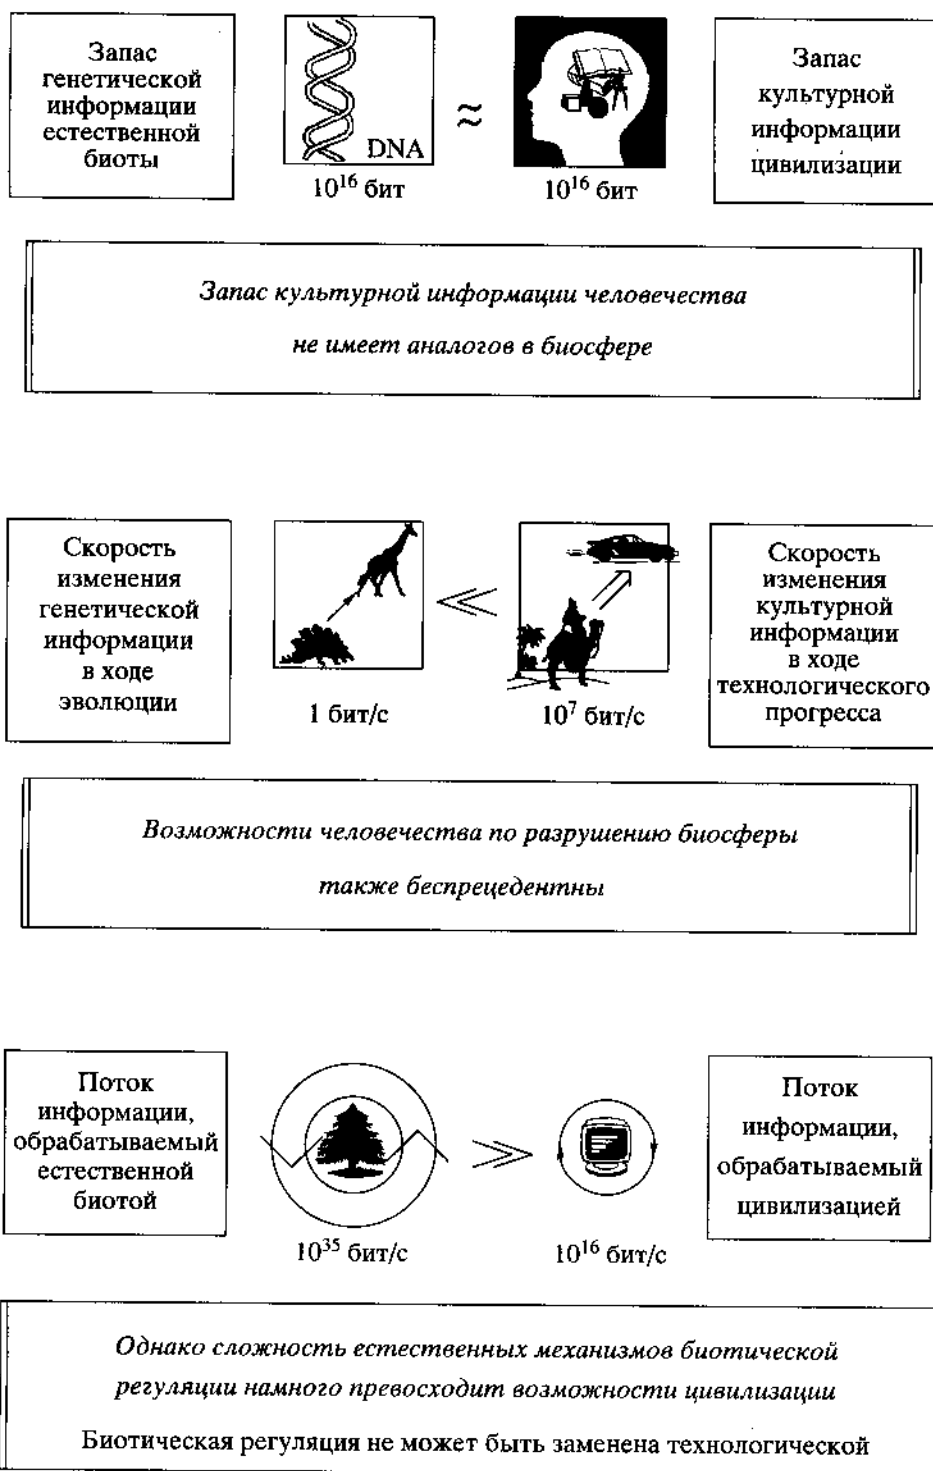 Запас
генетической
информации
естественной
биоты
DNA
10¹⁶ бит
≈
10¹⁶ бит
Запас
культурной
информации
цивилизации
Запас культурной информации человечества
не имеет аналогов в биосфере
Скорость
изменения
генетической
информации
в ходе
эволюции
1 бит/с
≪
10⁷ бит/с
Скорость
изменения
культурной
информации
в ходе
технологического
прогресса
Возможности человечества по разрушению биосферы
также беспрецедентны
Поток
информации,
обрабатываемый
естественной
биотой
10³⁵ бит/с
≫
10¹⁶ бит/с
Поток
информации,
обрабатываемый
цивилизацией
Однако сложность естественных механизмов биотической
регуляции намного превосходит возможности цивилизации
Биотическая регуляция не может быть заменена технологической